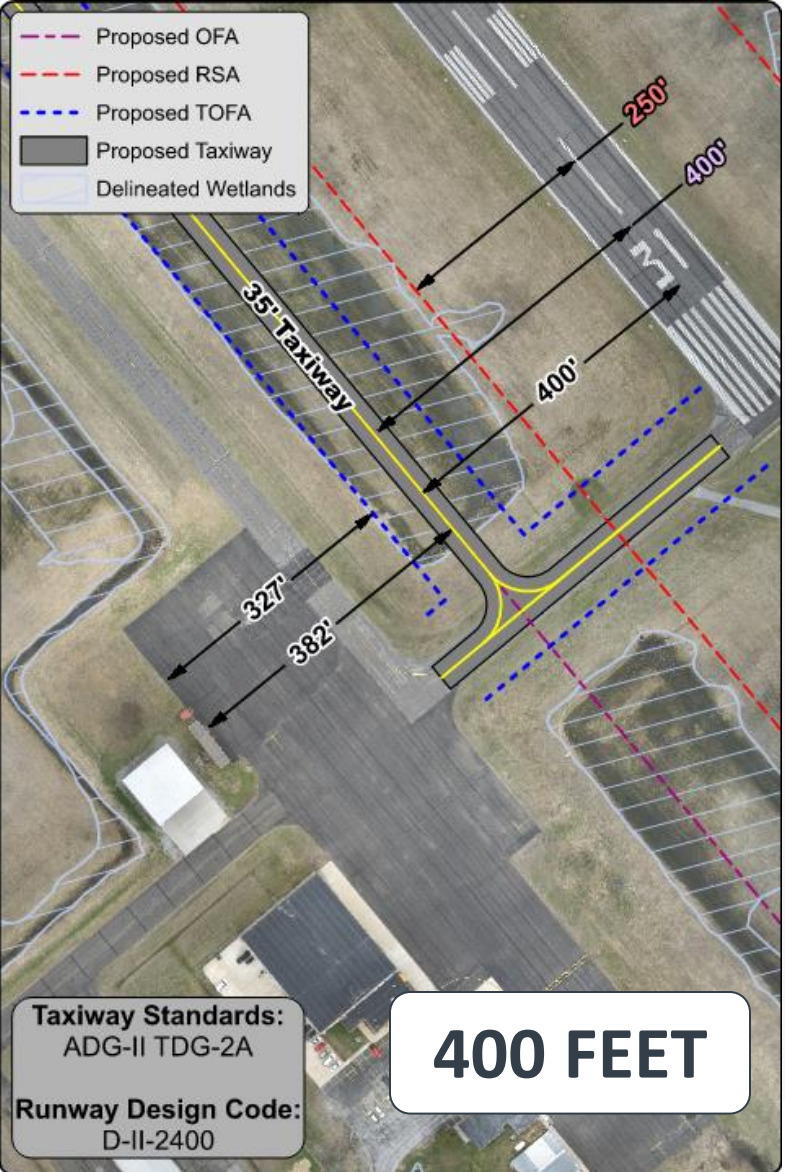 Proposed OFA
Proposed RSA
Proposed TOFA
Proposed Taxiway
Delineated Wetlands
250'
400'
35' Taxiway
400'
327'
382'
Taxiway Standards:
ADG-II TDG-2A
Runway Design Code:
D-II-2400
400 FEET